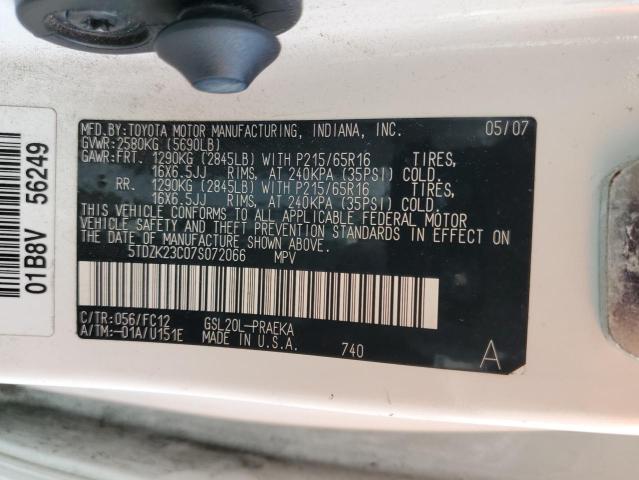 MFD.BY:TOYOTA MOTOR MANUFACTURING, INDIANA, INC. 05/07
GVWR:2580KG (5690LB)
GAWR:FRT. 1290KG (2845LB) WITH P215/65R16 TIRES,
16X6.5JJ RIMS, AT 240KPA (35PSI) COLD.
RR. 1290KG (2845LB) WITH P215/65R16 TIRES,
16X6.5JJ RIMS, AT 240KPA (35PSI) COLD.
THIS VEHICLE CONFORMS TO ALL APPLICABLE FEDERAL MOTOR
VEHICLE SAFETY AND THEFT PREVENTION STANDARDS IN EFFECT ON
THE DATE OF MANUFACTURE SHOWN ABOVE.
5TDZK23C07S072066 MPV
C/TR:056/FC12 GSL20L-PRAEKA
A/TM:-01A/U151E MADE IN U.S.A. 740 A
01B8V 56249